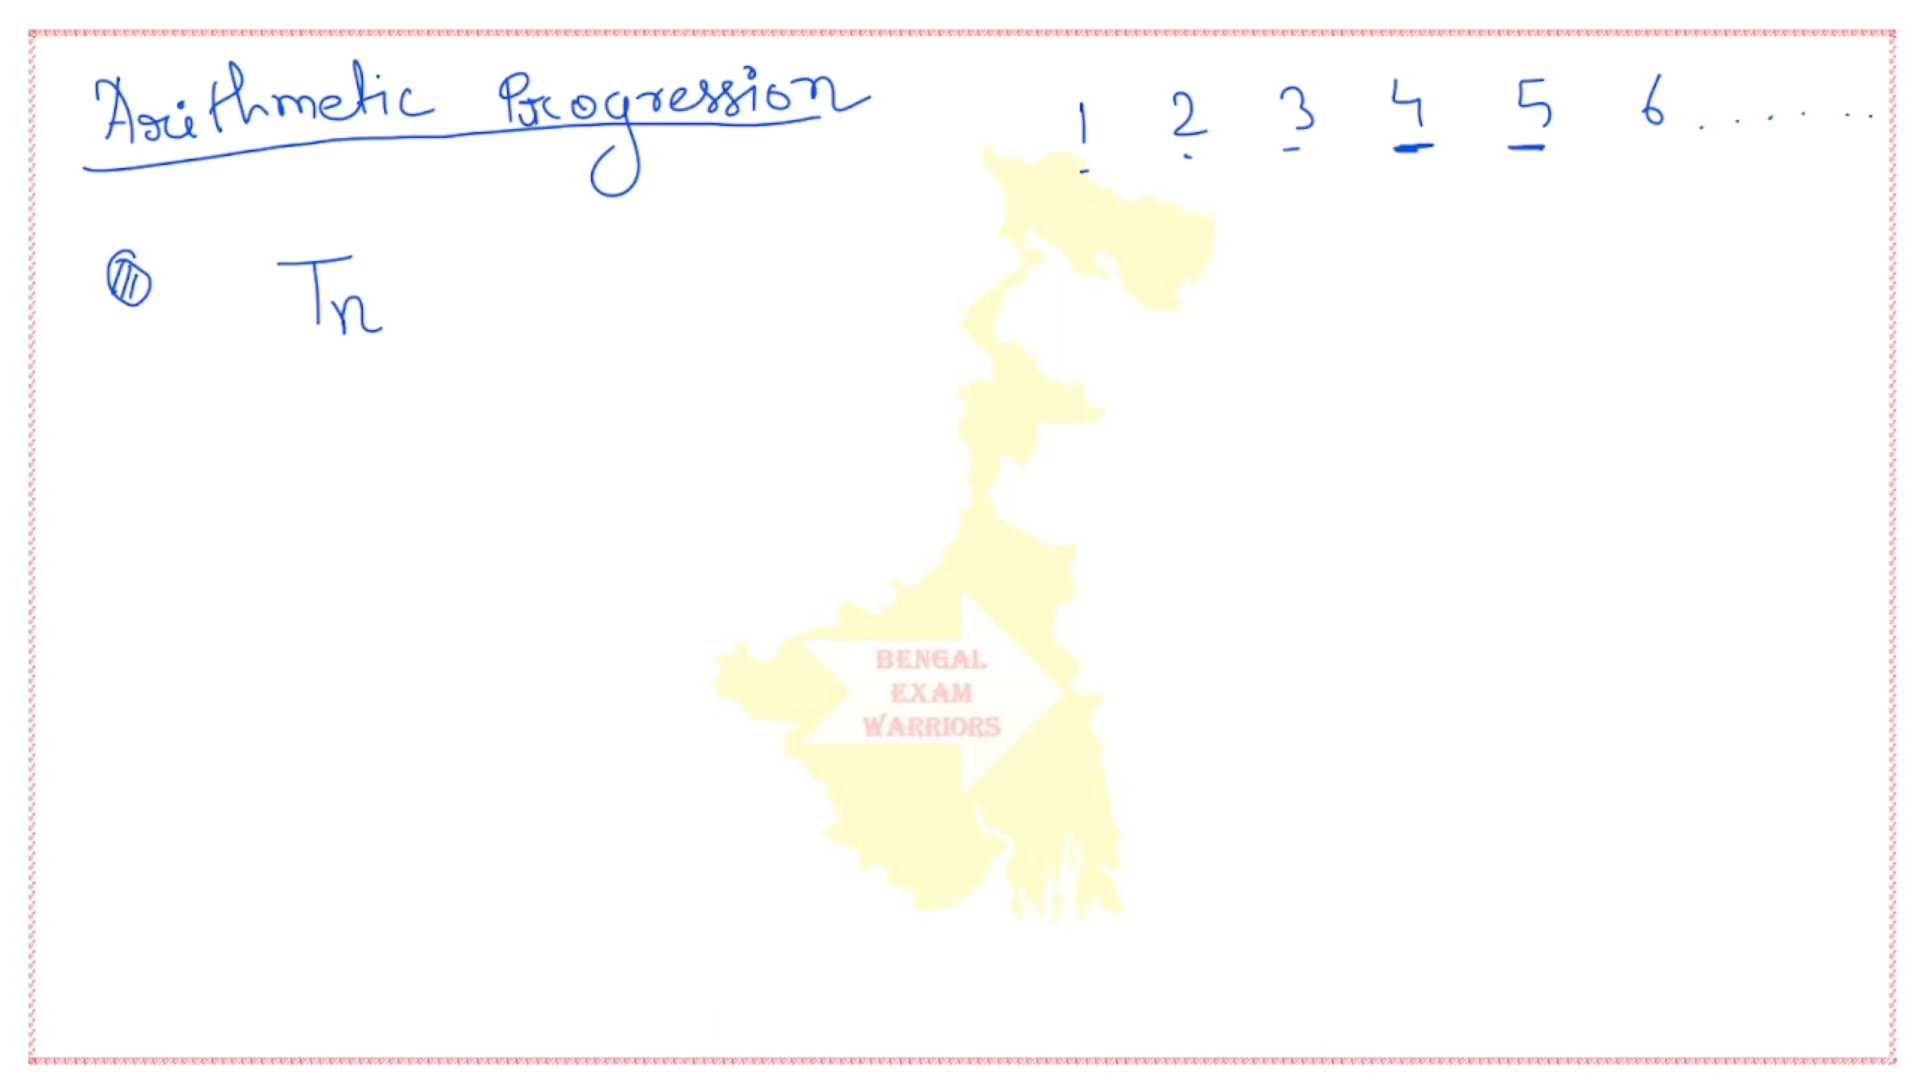 Arithmetic Progression
1 2 3 4 5 6 . . . . . .
Tn
BENGAL
EXAM
WARRIORS